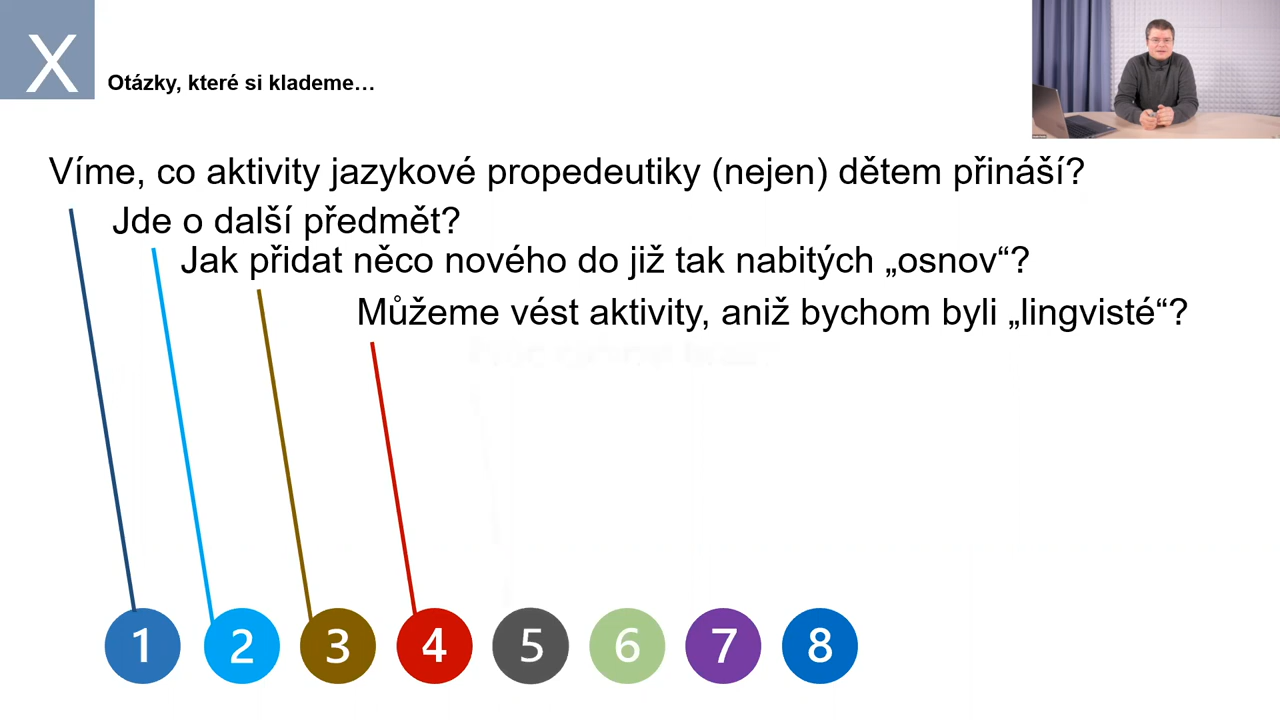 X
Otázky, které si klademe…
Víme, co aktivity jazykové propedeutiky (nejen) dětem přináší?
Jde o další předmět?
Jak přidat něco nového do již tak nabitých „osnov“?
Můžeme vést aktivity, aniž bychom byli „lingvisté“?
1 2 3 4 5 6 7 8